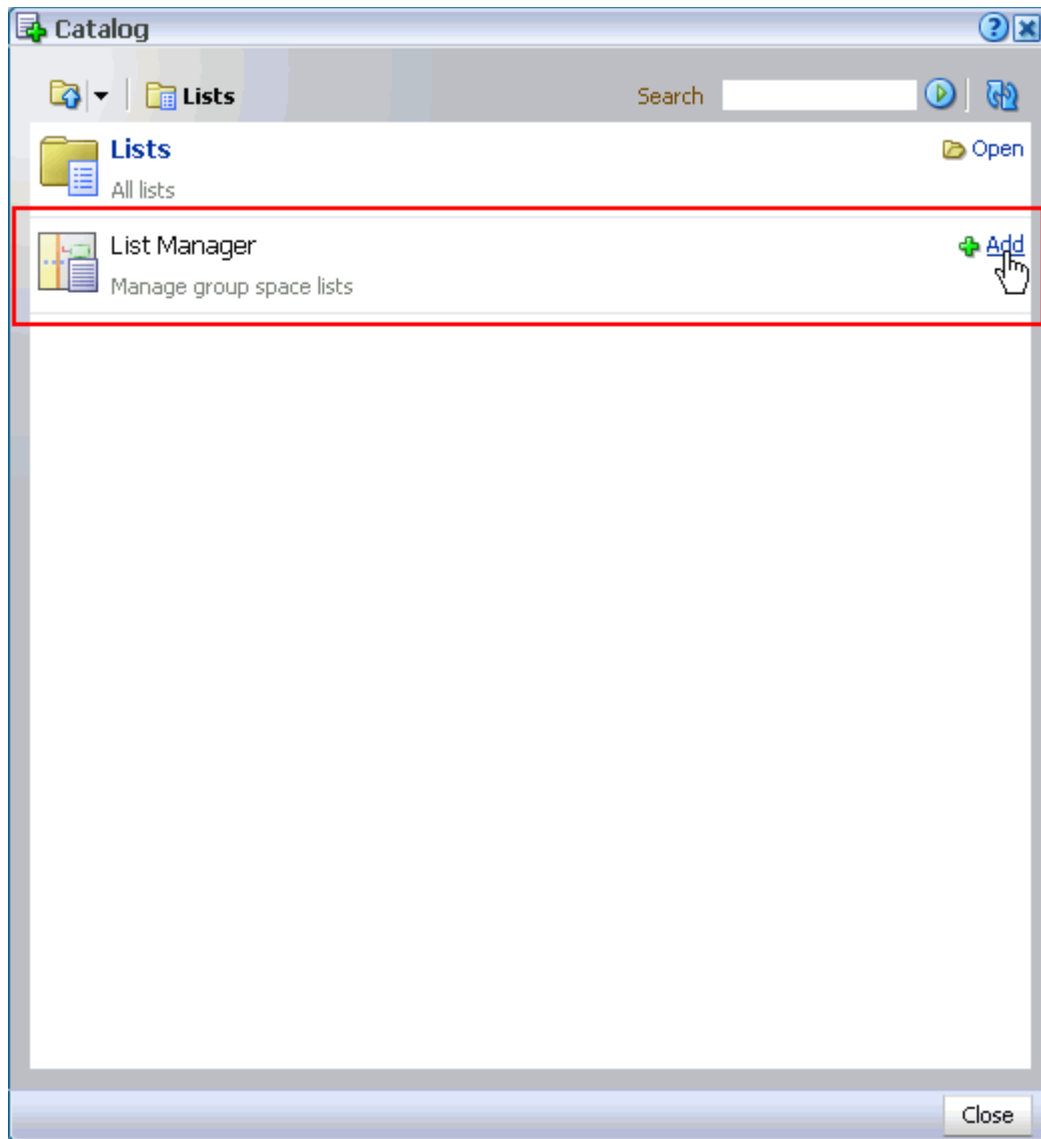 Catalog
Lists Search
Lists Open
All lists
List Manager Add
Manage group space lists
Close